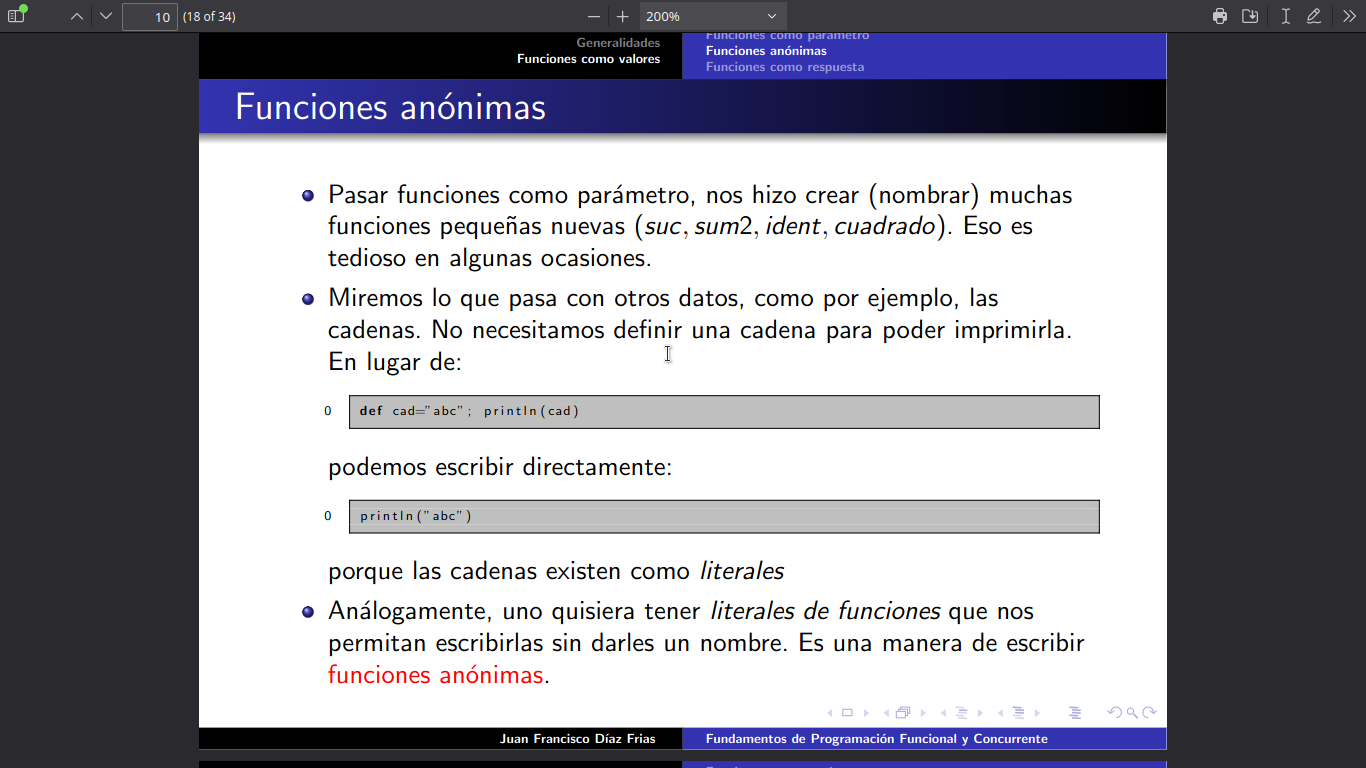 10 (18 of 34)
200%
Generalidades
Funciones como valores
Funciones como parámetro
Funciones anónimas
Funciones como respuesta
Funciones anónimas
Pasar funciones como parámetro, nos hizo crear (nombrar) muchas
funciones pequeñas nuevas (suc, sum2, ident, cuadrado). Eso es
tedioso en algunas ocasiones.
Miremos lo que pasa con otros datos, como por ejemplo, las
cadenas. No necesitamos definir una cadena para poder imprimirla.
En lugar de:
0 def cad="abc"; println(cad)
podemos escribir directamente:
0 println("abc")
porque las cadenas existen como literales
Análogamente, uno quisiera tener literales de funciones que nos
permitan escribirlas sin darles un nombre. Es una manera de escribir
funciones anónimas.
Juan Francisco Díaz Frias
Fundamentos de Programación Funcional y Concurrente